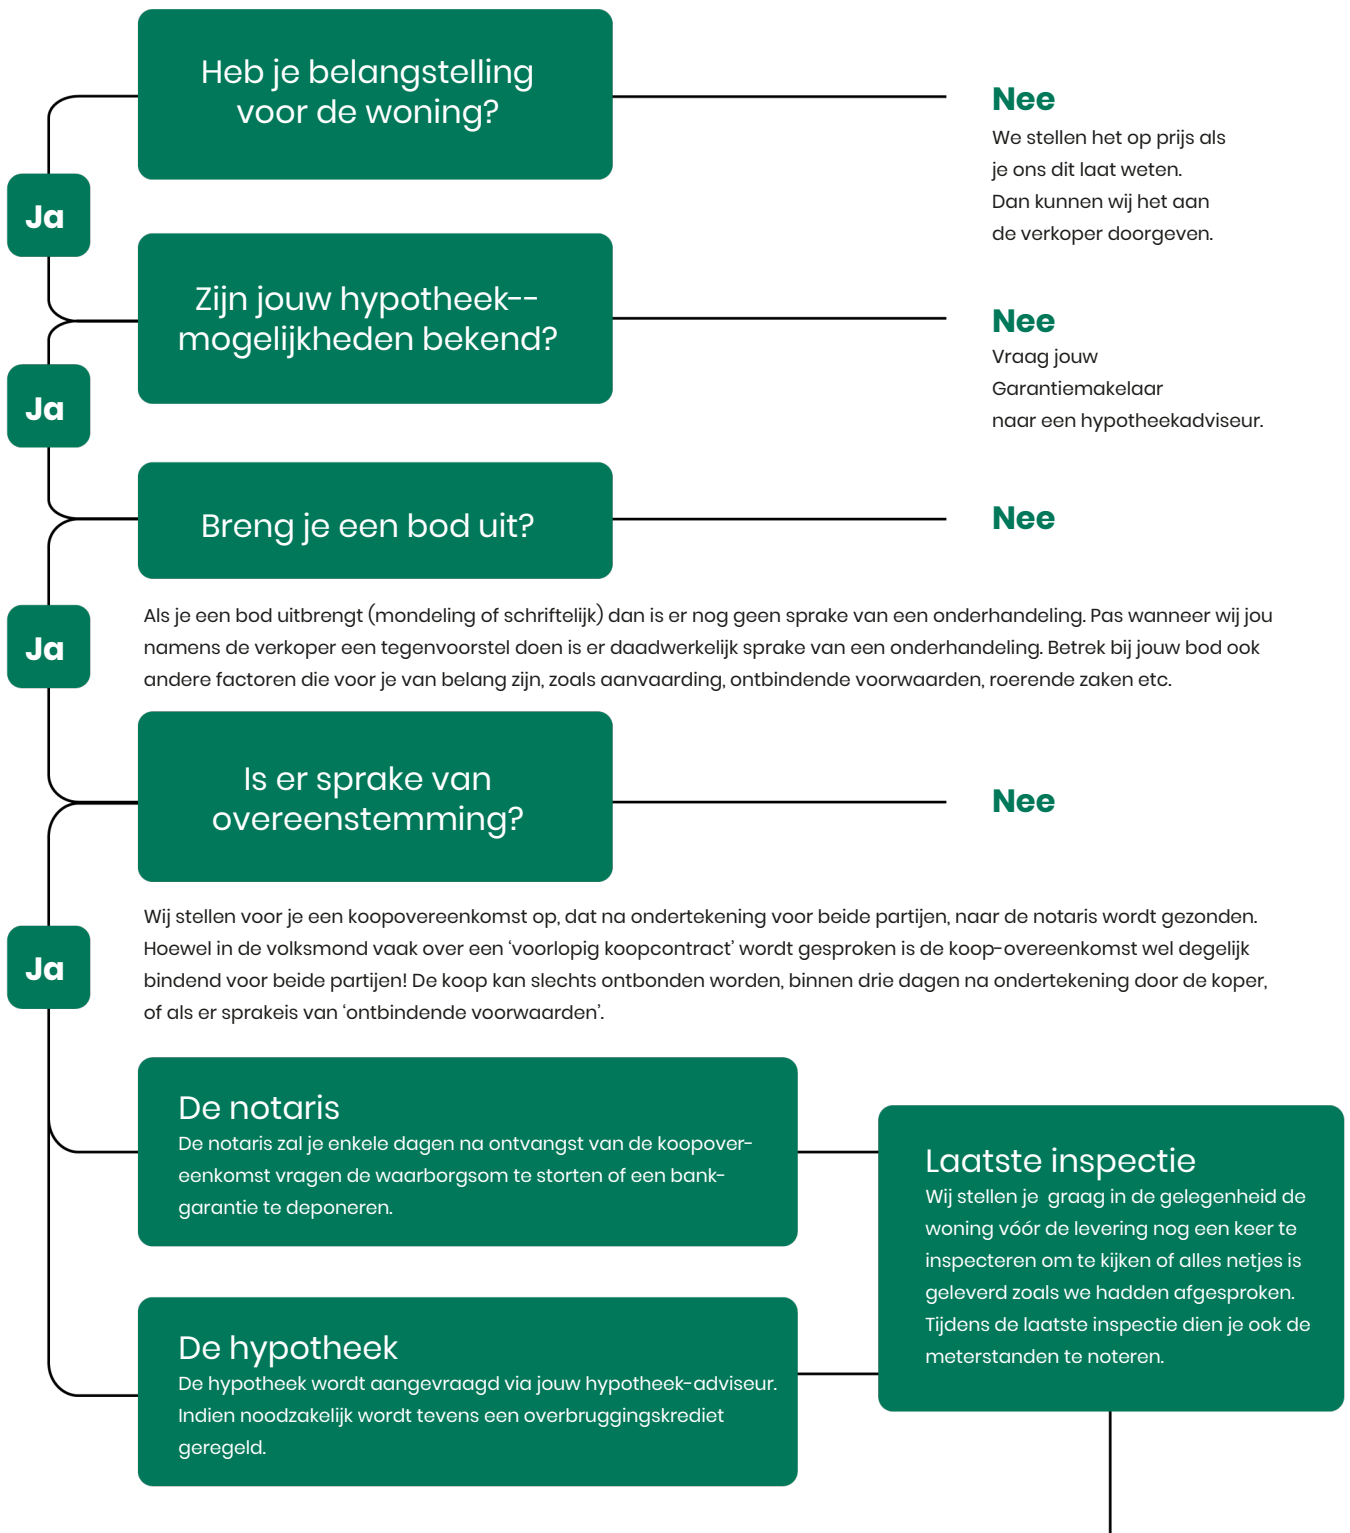 Heb je belangstelling
voor de woning?
Nee
We stellen het op prijs als
je ons dit laat weten.
Dan kunnen wij het aan
de verkoper doorgeven.
Ja
Zijn jouw hypotheek--
mogelijkheden bekend?
Nee
Vraag jouw
Garantiemakelaar
naar een hypotheekadviseur.
Ja
Breng je een bod uit?
Nee
Als je een bod uitbrengt (mondeling of schriftelijk) dan is er nog geen sprake van een onderhandeling. Pas wanneer wij jou
namens de verkoper een tegenvoorstel doen is er daadwerkelijk sprake van een onderhandeling. Betrek bij jouw bod ook
andere factoren die voor je van belang zijn, zoals aanvaarding, ontbindende voorwaarden, roerende zaken etc.
Ja
Is er sprake van
overeenstemming?
Nee
Wij stellen voor je een koopovereenkomst op, dat na ondertekening voor beide partijen, naar de notaris wordt gezonden.
Hoewel in de volksmond vaak over een ‘voorlopig koopcontract’ wordt gesproken is de koop-overeenkomst wel degelijk
bindend voor beide partijen! De koop kan slechts ontbonden worden, binnen drie dagen na ondertekening door de koper,
of als er sprakeis van ‘ontbindende voorwaarden’.
Ja
De notaris
De notaris zal je enkele dagen na ontvangst van de koopover-
eenkomst vragen de waarborgsom te storten of een bank-
garantie te deponeren.
Laatste inspectie
Wij stellen je  graag in de gelegenheid de
woning vóór de levering nog een keer te
inspecteren om te kijken of alles netjes is
geleverd zoals we hadden afgesproken.
Tijdens de laatste inspectie dien je ook de
meterstanden te noteren.
De hypotheek
De hypotheek wordt aangevraagd via jouw hypotheek-adviseur.
Indien noodzakelijk wordt tevens een overbruggingskrediet
geregeld.